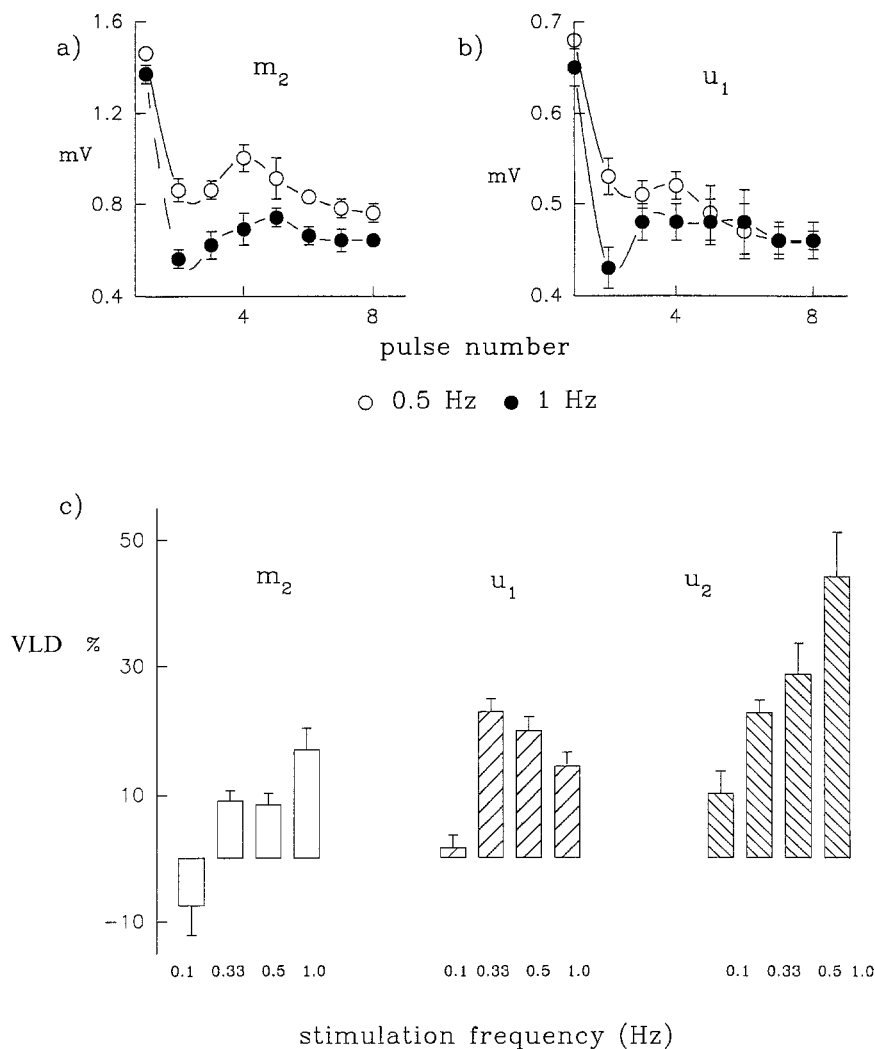 a)
m2
1.6
1.2
mV
0.8
0.4
4
8
b)
u1
0.7
0.6
mV
0.5
0.4
4
8
pulse number
○ 0.5 Hz ● 1 Hz
c)
m2
u1
u2
50
VLD %
30
10
-10
0.1 0.33 0.5 1.0
0.1 0.33 0.5 1.0
0.1 0.33 0.5 1.0
stimulation frequency (Hz)